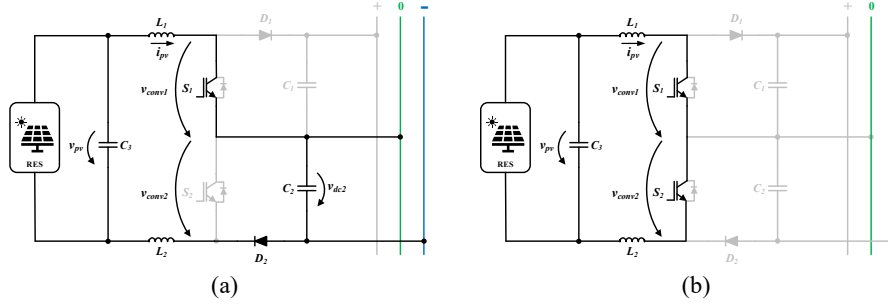 + 0 -
L1 D1
ipv
S1 C1
vconv1
vpv C3
RES
vconv2 S2 C2 vdc2
L2 D2
(a)
+ 0
L1 D1
ipv
S1 C1
vconv1
vpv C3
RES
vconv2 S2 C2
L2 D2
(b)